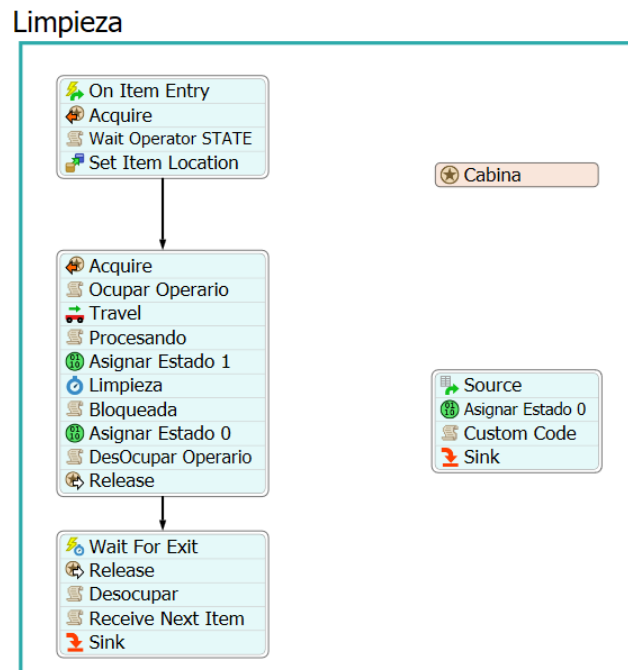 Limpieza
On Item Entry
Acquire
Wait Operator STATE
Set Item Location
Cabina
Acquire
Ocupar Operario
Travel
Procesando
Asignar Estado 1
Limpieza
Bloqueada
Asignar Estado 0
DesOcupar Operario
Release
Source
Asignar Estado 0
Custom Code
Sink
Wait For Exit
Release
Desocupar
Receive Next Item
Sink